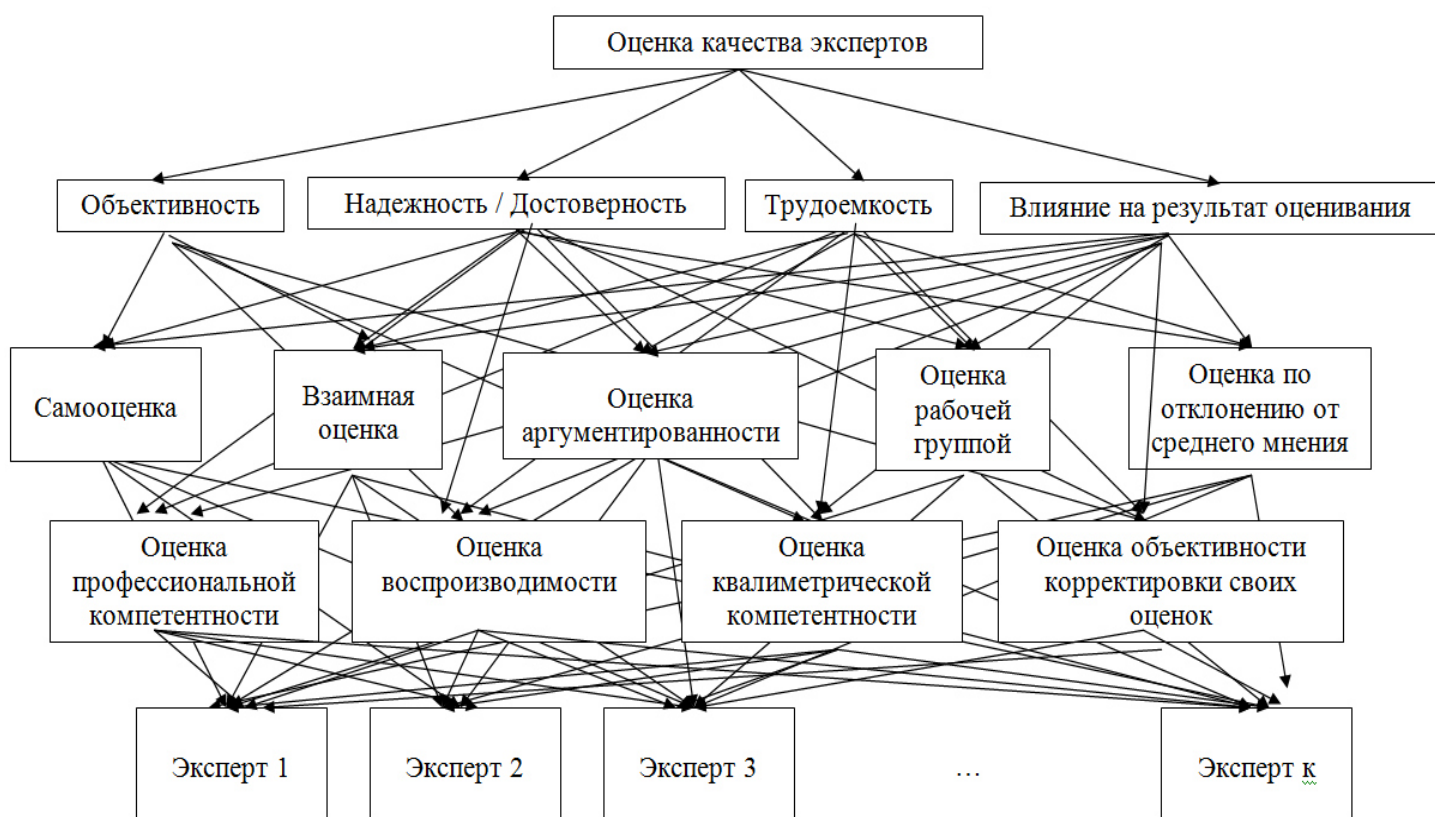 Оценка качества экспертов
Объективность
Надежность / Достоверность
Трудоемкость
Влияние на результат оценивания
Самооценка
Взаимная
оценка
Оценка
аргументированности
Оценка
рабочей
группой
Оценка по
отклонению от
среднего мнения
Оценка
профессиональной
компетентности
Оценка
воспроизводимости
Оценка
квалиметрической
компетентности
Оценка объективности
корректировки своих
оценок
Эксперт 1
Эксперт 2
Эксперт 3
...
Эксперт к